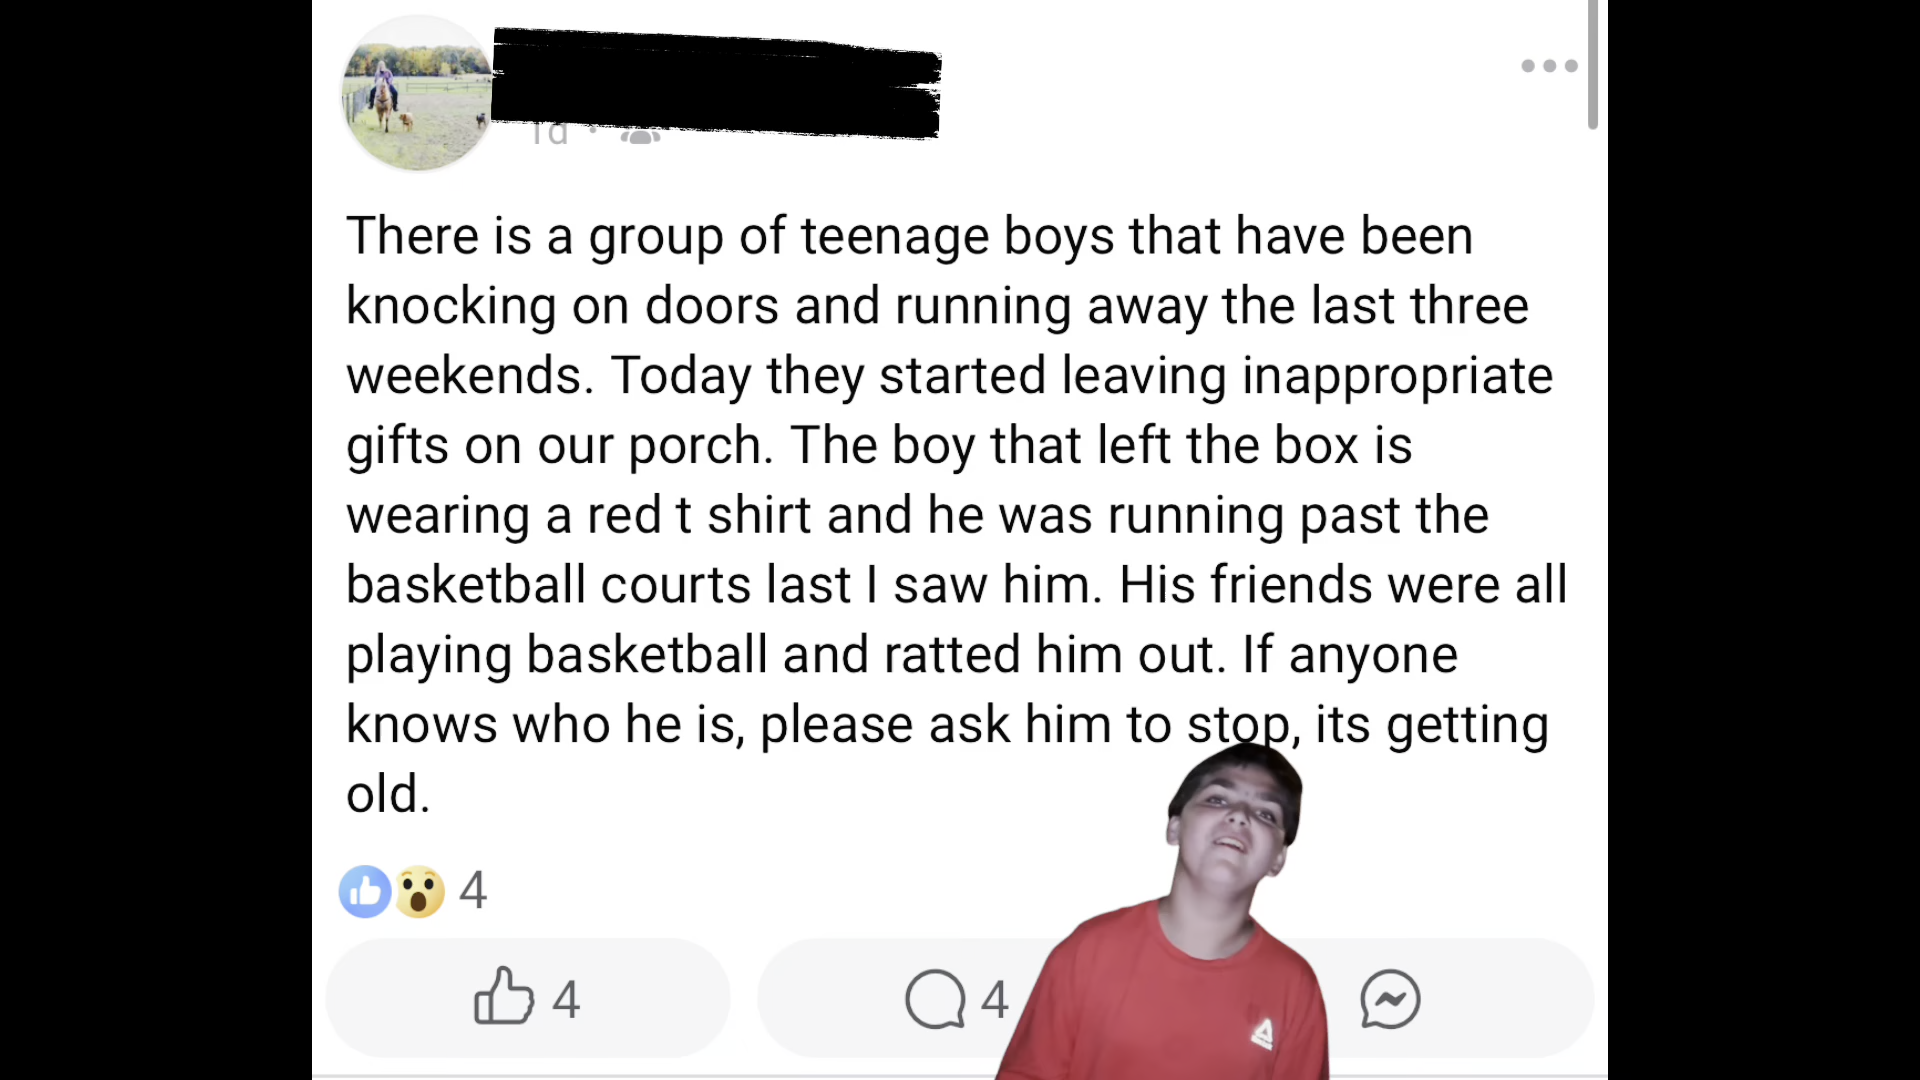 1d ·
There is a group of teenage boys that have been
knocking on doors and running away the last three
weekends. Today they started leaving inappropriate
gifts on our porch. The boy that left the box is
wearing a red t shirt and he was running past the
basketball courts last I saw him. His friends were all
playing basketball and ratted him out. If anyone
knows who he is, please ask him to stop, its getting
old.
4
4
4